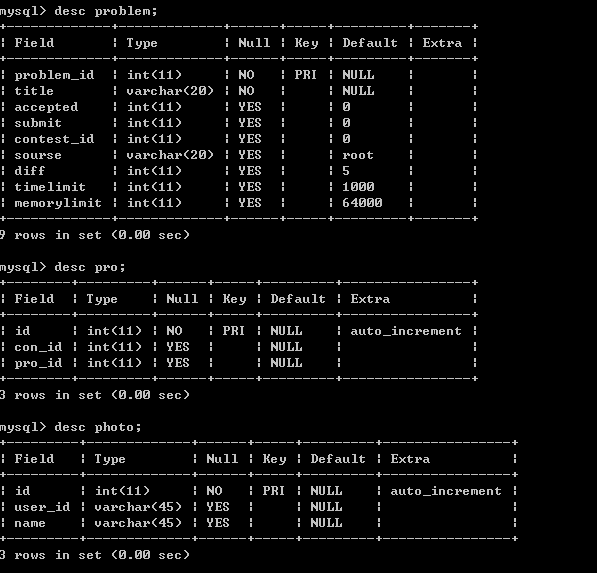 mysql> desc problem;
+-------------+-------------+------+-----+---------+-------+
| Field | Type | Null | Key | Default | Extra |
+-------------+-------------+------+-----+---------+-------+
| problem_id | int(11) | NO | PRI | NULL | |
| title | varchar(20) | NO | | NULL | |
| accepted | int(11) | YES | | 0 | |
| submit | int(11) | YES | | 0 | |
| contest_id | int(11) | YES | | 0 | |
| sourse | varchar(20) | YES | | root | |
| diff | int(11) | YES | | 5 | |
| timelimit | int(11) | YES | | 1000 | |
| memorylimit | int(11) | YES | | 64000 | |
+-------------+-------------+------+-----+---------+-------+
9 rows in set (0.00 sec)
mysql> desc pro;
+--------+---------+------+-----+---------+----------------+
| Field | Type | Null | Key | Default | Extra |
+--------+---------+------+-----+---------+----------------+
| id | int(11) | NO | PRI | NULL | auto_increment |
| con_id | int(11) | YES | | NULL | |
| pro_id | int(11) | YES | | NULL | |
+--------+---------+------+-----+---------+----------------+
3 rows in set (0.00 sec)
mysql> desc photo;
+---------+-------------+------+-----+---------+----------------+
| Field | Type | Null | Key | Default | Extra |
+---------+-------------+------+-----+---------+----------------+
| id | int(11) | NO | PRI | NULL | auto_increment |
| user_id | varchar(45) | YES | | NULL | |
| name | varchar(45) | YES | | NULL | |
+---------+-------------+------+-----+---------+----------------+
3 rows in set (0.00 sec)